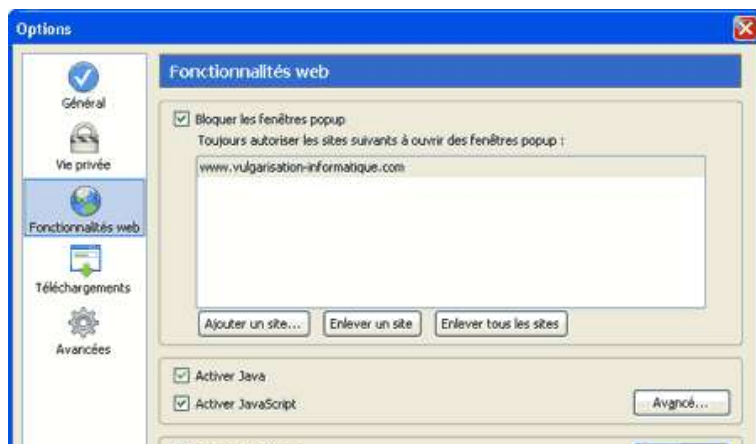 Options
Général
Vie privée
Fonctionnalités web
Téléchargements
Avancées
Fonctionnalités web
Bloquer les fenêtres popup
Toujours autoriser les sites suivants à ouvrir des fenêtres popup :
www.vulgarisation-informatique.com
Ajouter un site... Enlever un site Enlever tous les sites
Activer Java
Activer JavaScript
Avancé...